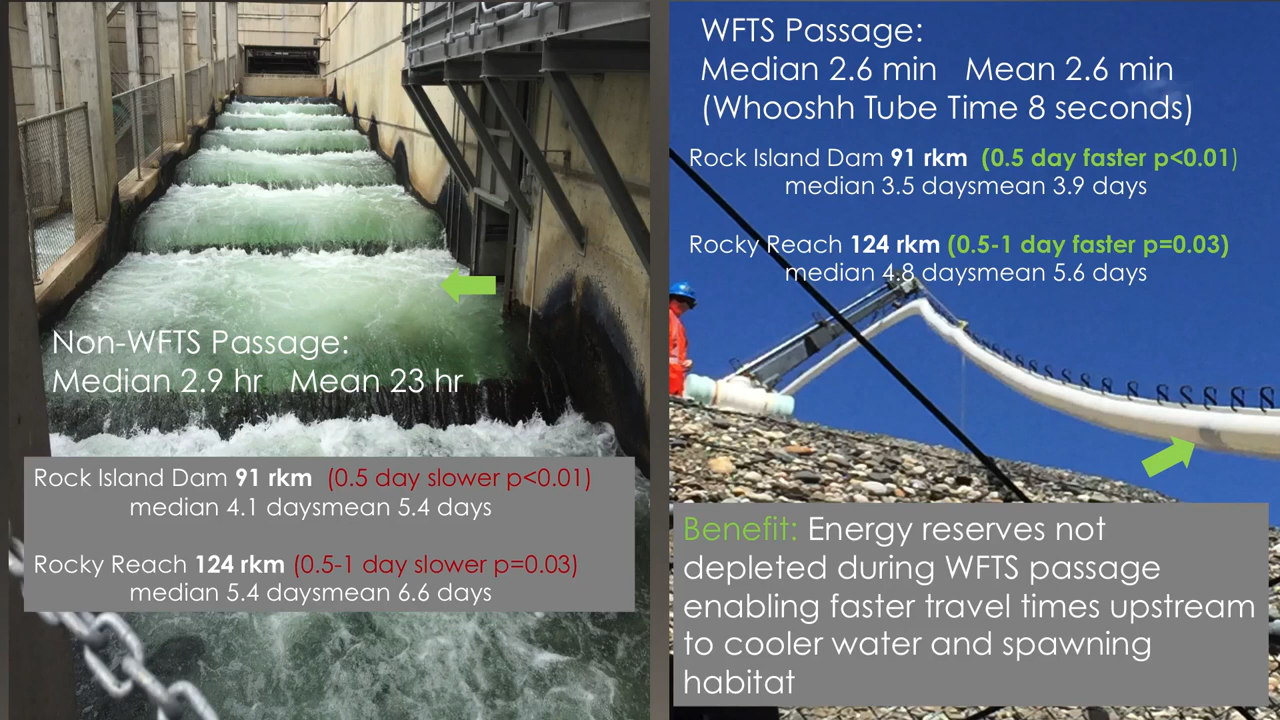 Non-WFTS Passage:
Median 2.9 hr Mean 23 hr
Rock Island Dam 91 rkm (0.5 day slower p<0.01)
median 4.1 daysmean 5.4 days
Rocky Reach 124 rkm (0.5-1 day slower p=0.03)
median 5.4 daysmean 6.6 days
WFTS Passage:
Median 2.6 min Mean 2.6 min
(Whooshh Tube Time 8 seconds)
Rock Island Dam 91 rkm (0.5 day faster p<0.01)
median 3.5 daysmean 3.9 days
Rocky Reach 124 rkm (0.5-1 day faster p=0.03)
median 4.8 daysmean 5.6 days
Benefit: Energy reserves not
depleted during WFTS passage
enabling faster travel times upstream
to cooler water and spawning
habitat